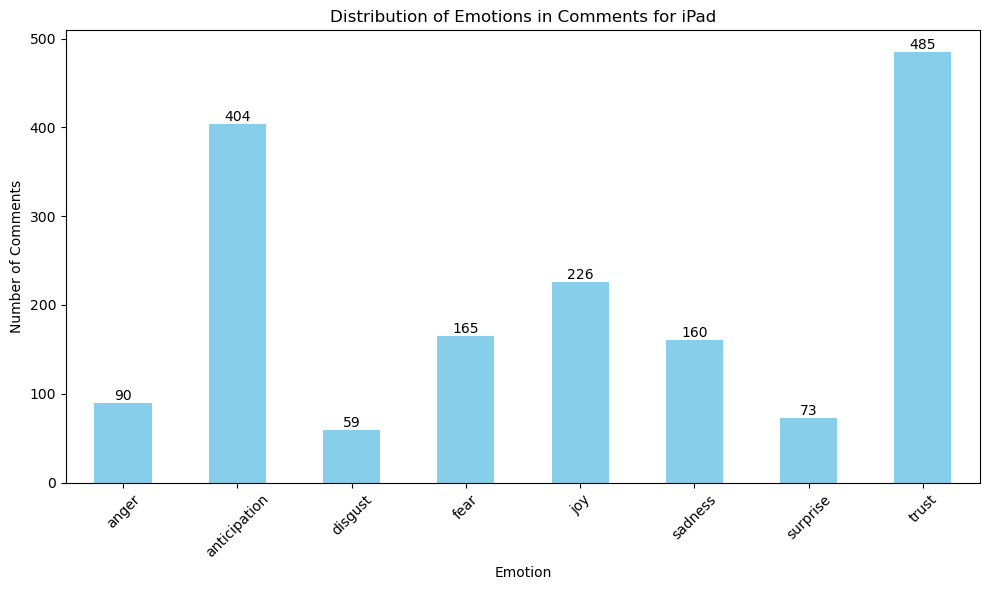 Distribution of Emotions in Comments for iPad
500
400
300
200
100
0
Number of Comments
90
404
59
165
226
160
73
485
anger
anticipation
disgust
fear
joy
sadness
surprise
trust
Emotion